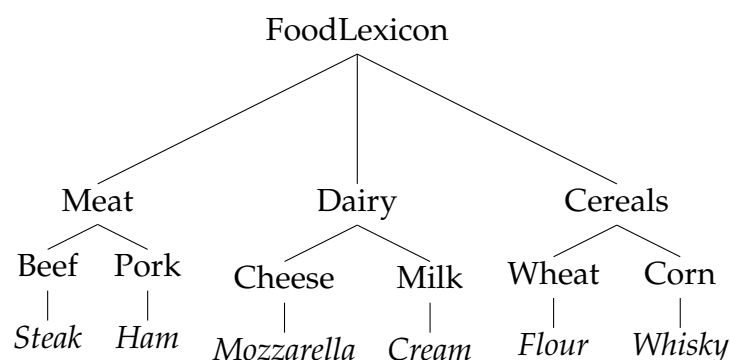 FoodLexicon
Meat Dairy Cereals
Beef Pork Cheese Milk Wheat Corn
Steak Ham Mozzarella Cream Flour Whisky